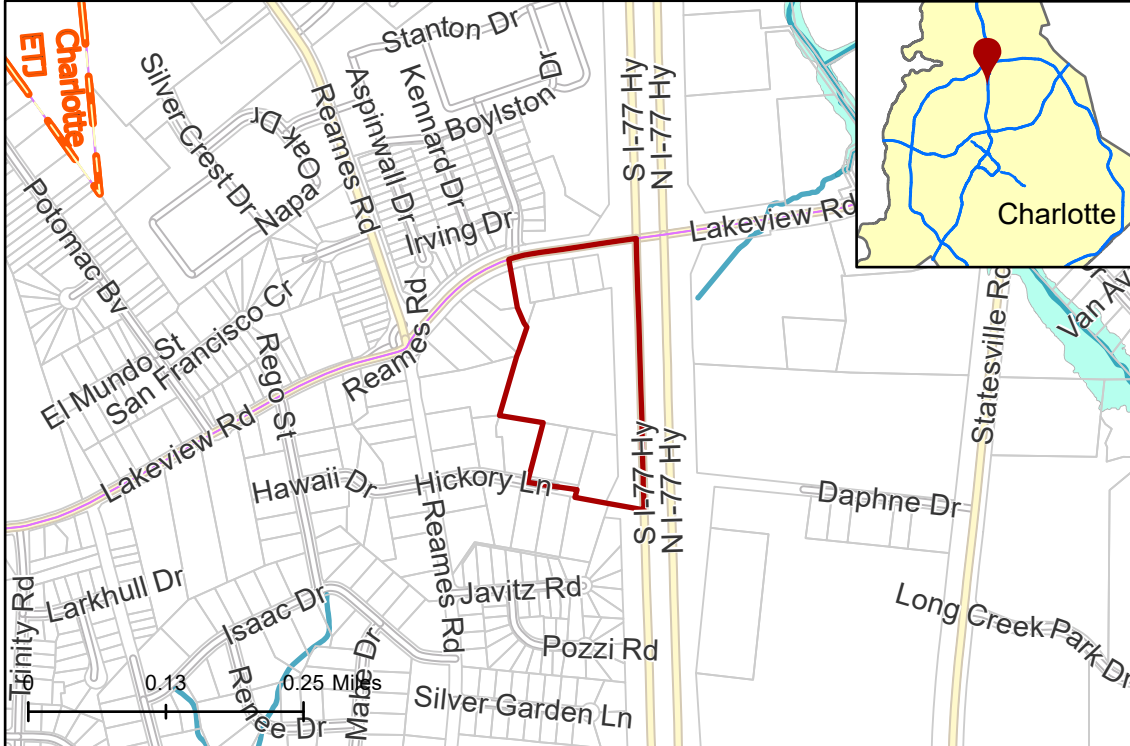 Stanton Dr
Charlotte
ETJ
Silver Crest Dr
Reames Rd
Aspinwall Dr
Kennard Dr
Boylston Dr
S I-77 Hy
N I-77 Hy
Napa Oak Dr
Irving Dr
Lakeview Rd
Charlotte
Potomac Bv
Reames Rd
Statesville Rd
Dr
Van Av
El Mundo St
San Francisco Cr
Rego St
Lakeview Rd
Hawaii Dr
Hickory Ln
S I-77 Hy
N I-77 Hy
Daphne Dr
Reames Rd
Trinity Rd
Larkhull Dr
Isaac Dr
Javitz Rd
Long Creek Park Dr
Pozzi Rd
Renee Dr
Mabe Dr
Silver Garden Ln
0
0.13
0.25 Miles